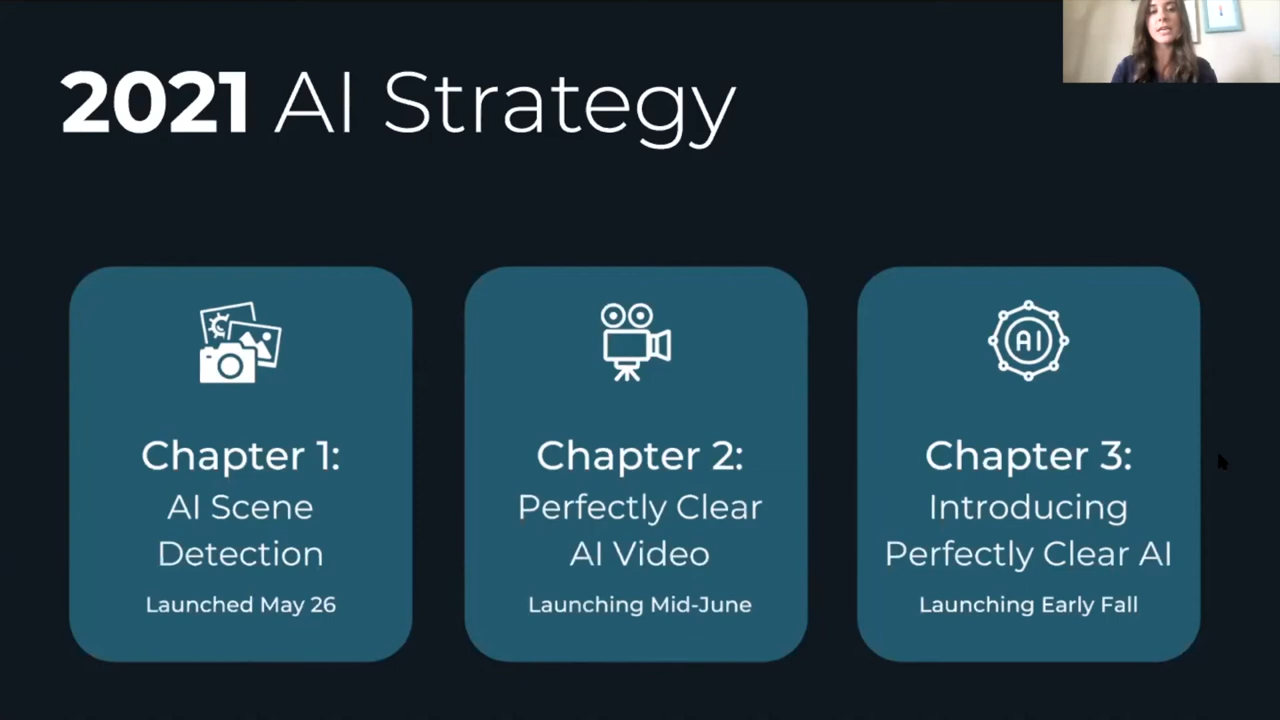 2021 AI Strategy
Chapter 1:
AI Scene
Detection
Launched May 26
Chapter 2:
Perfectly Clear
AI Video
Launching Mid-June
AI
Chapter 3:
Introducing
Perfectly Clear AI
Launching Early Fall